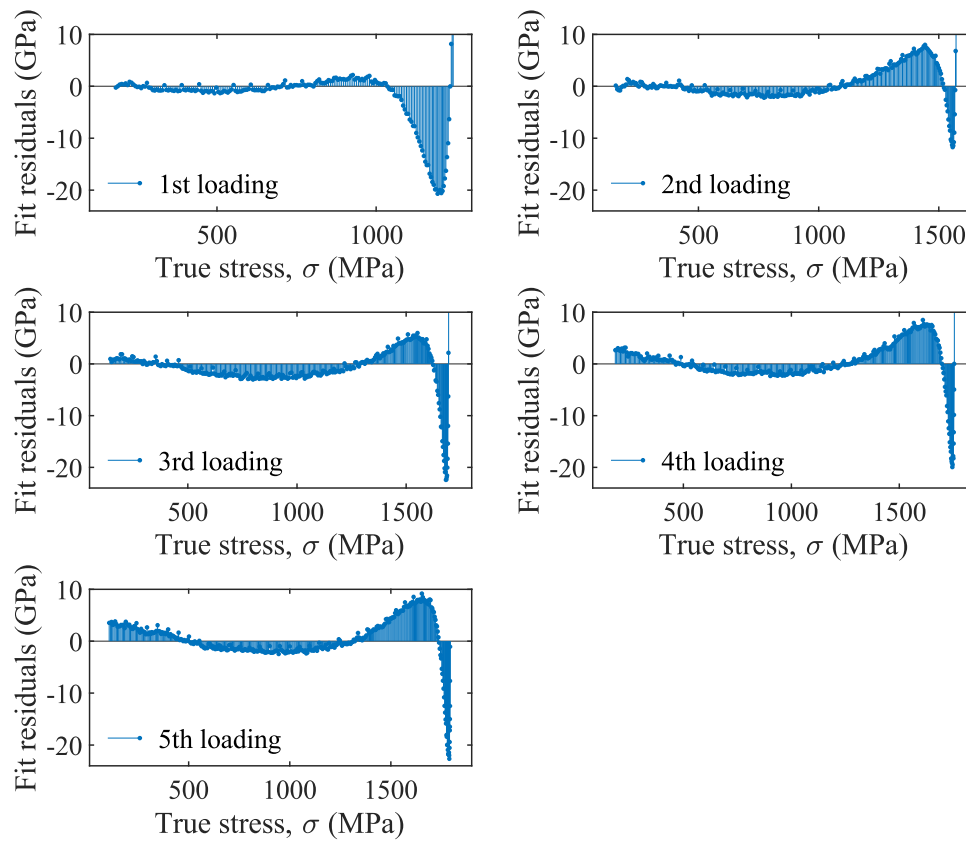 Fit residuals (GPa)
10
0
-10
-20
1st loading
500
1000
True stress, σ (MPa)
Fit residuals (GPa)
10
0
-10
-20
2nd loading
500
1000
1500
True stress, σ (MPa)
Fit residuals (GPa)
10
0
-10
-20
3rd loading
500
1000
1500
True stress, σ (MPa)
Fit residuals (GPa)
10
0
-10
-20
4th loading
500
1000
1500
True stress, σ (MPa)
Fit residuals (GPa)
10
0
-10
-20
5th loading
500
1000
1500
True stress, σ (MPa)